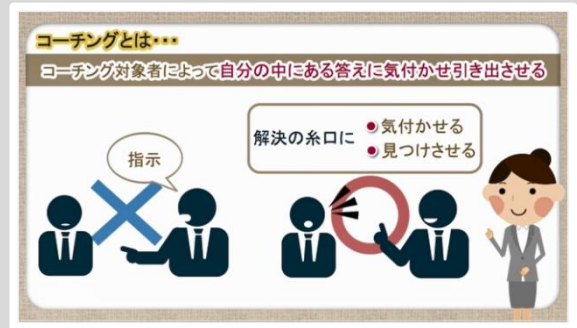 コーチングとは・・・
コーチング対象者によって自分の中にある答えに気付かせ引き出させる
指示
解決の糸口に
●気付かせる
●見つけさせる